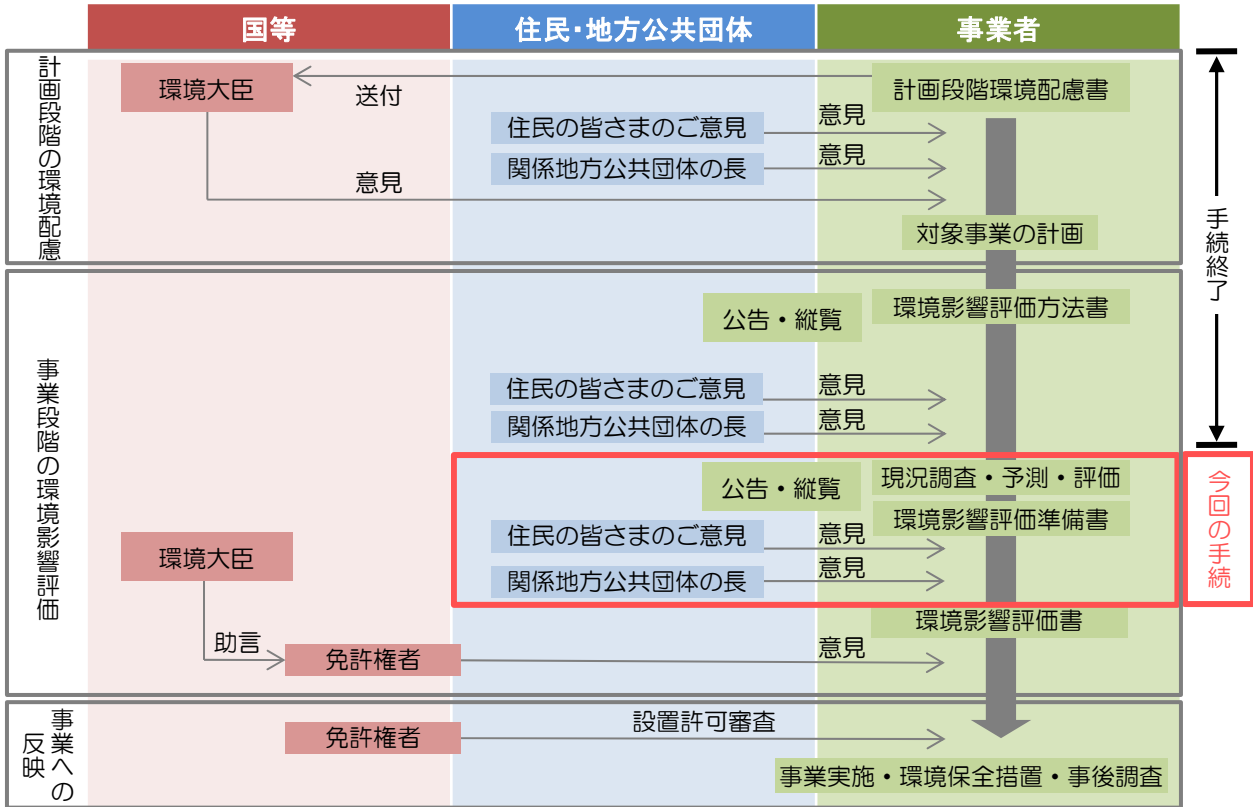 国等
住民・地方公共団体
事業者
計画段階の環境配慮
環境大臣
送付
計画段階環境配慮書
住民の皆さまのご意見
意見
関係地方公共団体の長
意見
意見
対象事業の計画
手続終了
事業段階の環境影響評価
公告・縦覧
環境影響評価方法書
住民の皆さまのご意見
意見
関係地方公共団体の長
意見
公告・縦覧
現況調査・予測・評価
環境影響評価準備書
住民の皆さまのご意見
意見
関係地方公共団体の長
意見
今回の手続
環境大臣
助言
免許権者
意見
環境影響評価書
事業への
反映
免許権者
設置許可審査
事業実施・環境保全措置・事後調査